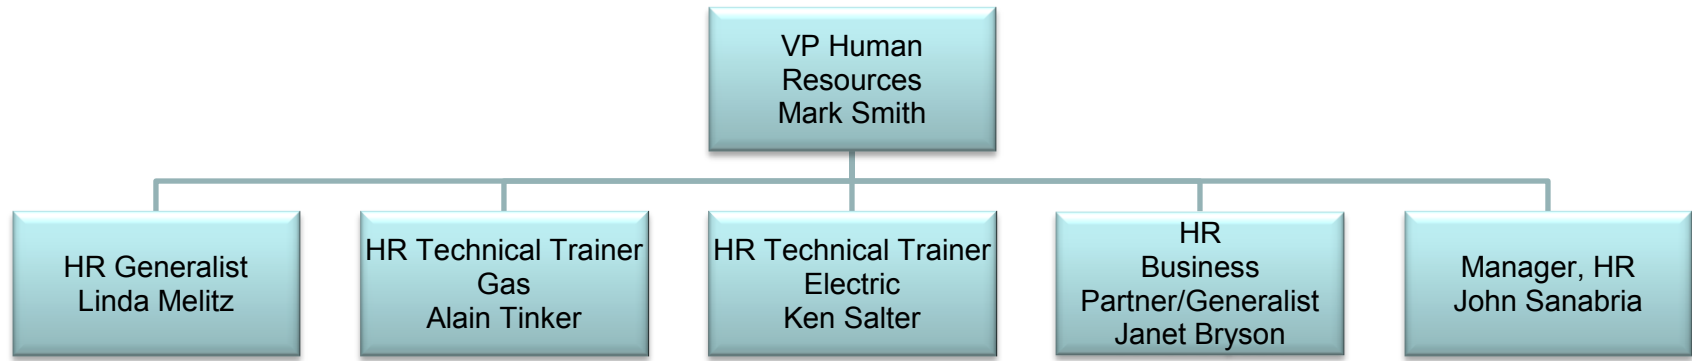 VP Human
Resources
Mark Smith
HR Generalist
Linda Melitz
HR Technical Trainer
Gas
Alain Tinker
HR Technical Trainer
Electric
Ken Salter
HR
Business
Partner/Generalist
Janet Bryson
Manager, HR
John Sanabria